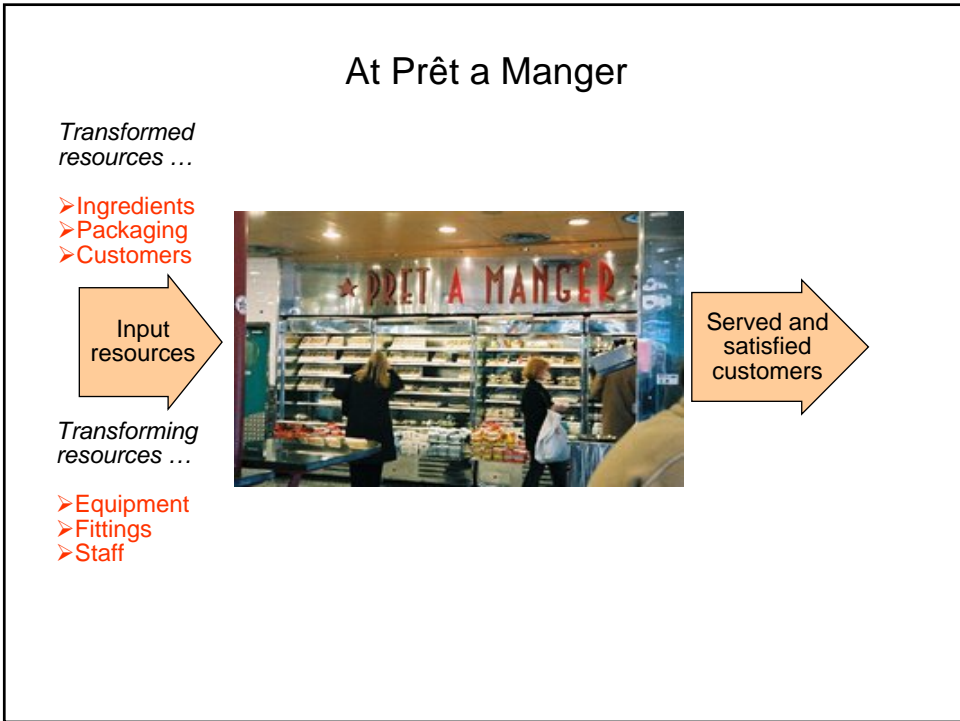 At Prêt a Manger
Transformed
resources …
➢Ingredients
➢Packaging
➢Customers
Input
resources
Transforming
resources …
➢Equipment
➢Fittings
➢Staff
★ PRET A MANGER
Served and
satisfied
customers